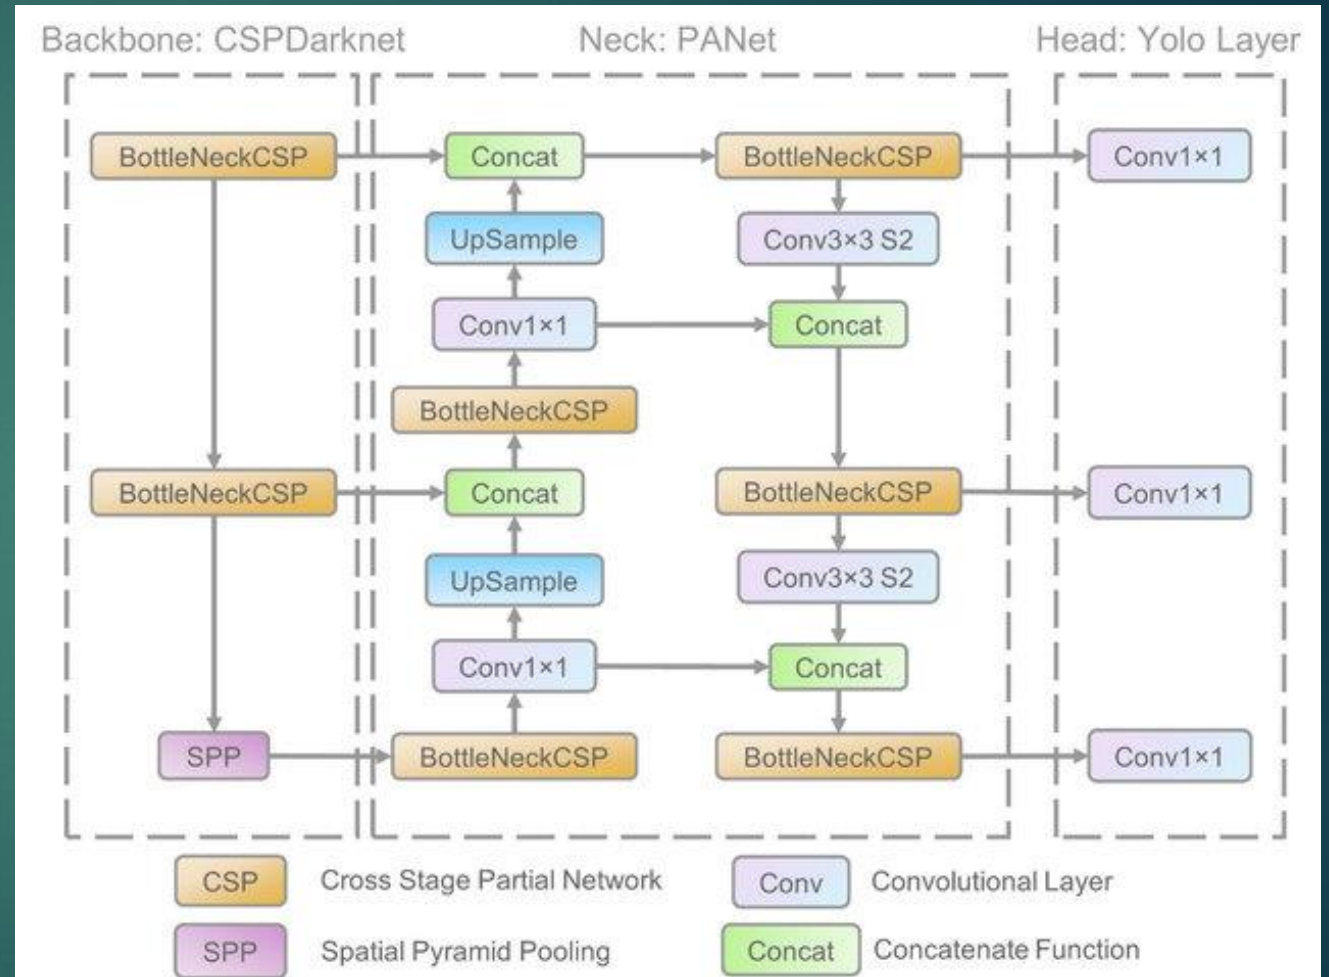 Backbone: CSPDarknet
Neck: PANet
Head: Yolo Layer
BottleNeckCSP
Concat
BottleNeckCSP
Conv1×1
UpSample
Conv3×3 S2
Conv1×1
Concat
BottleNeckCSP
BottleNeckCSP
Concat
BottleNeckCSP
Conv1×1
UpSample
Conv3×3 S2
Conv1×1
Concat
SPP
BottleNeckCSP
BottleNeckCSP
Conv1×1
CSP
Cross Stage Partial Network
Conv
Convolutional Layer
SPP
Spatial Pyramid Pooling
Concat
Concatenate Function